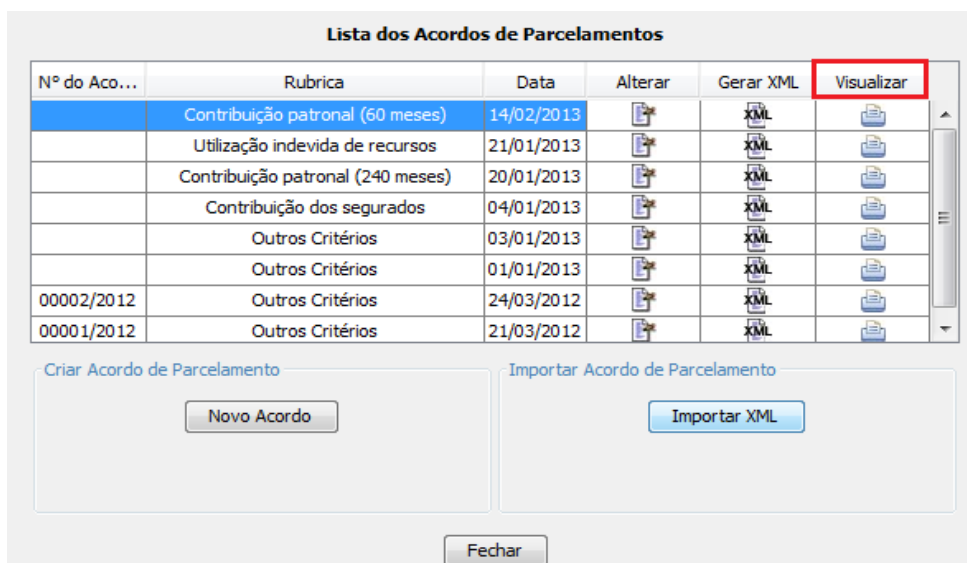 Lista dos Acordos de Parcelamentos
Nº do Aco... Rubrica Data Alterar Gerar XML Visualizar
Contribuição patronal (60 meses) 14/02/2013 XML
Utilização indevida de recursos 21/01/2013 XML
Contribuição patronal (240 meses) 20/01/2013 XML
Contribuição dos segurados 04/01/2013 XML
Outros Critérios 03/01/2013 XML
Outros Critérios 01/01/2013 XML
00002/2012 Outros Critérios 24/03/2012 XML
00001/2012 Outros Critérios 21/03/2012 XML
Criar Acordo de Parcelamento Importar Acordo de Parcelamento
Novo Acordo Importar XML
Fechar